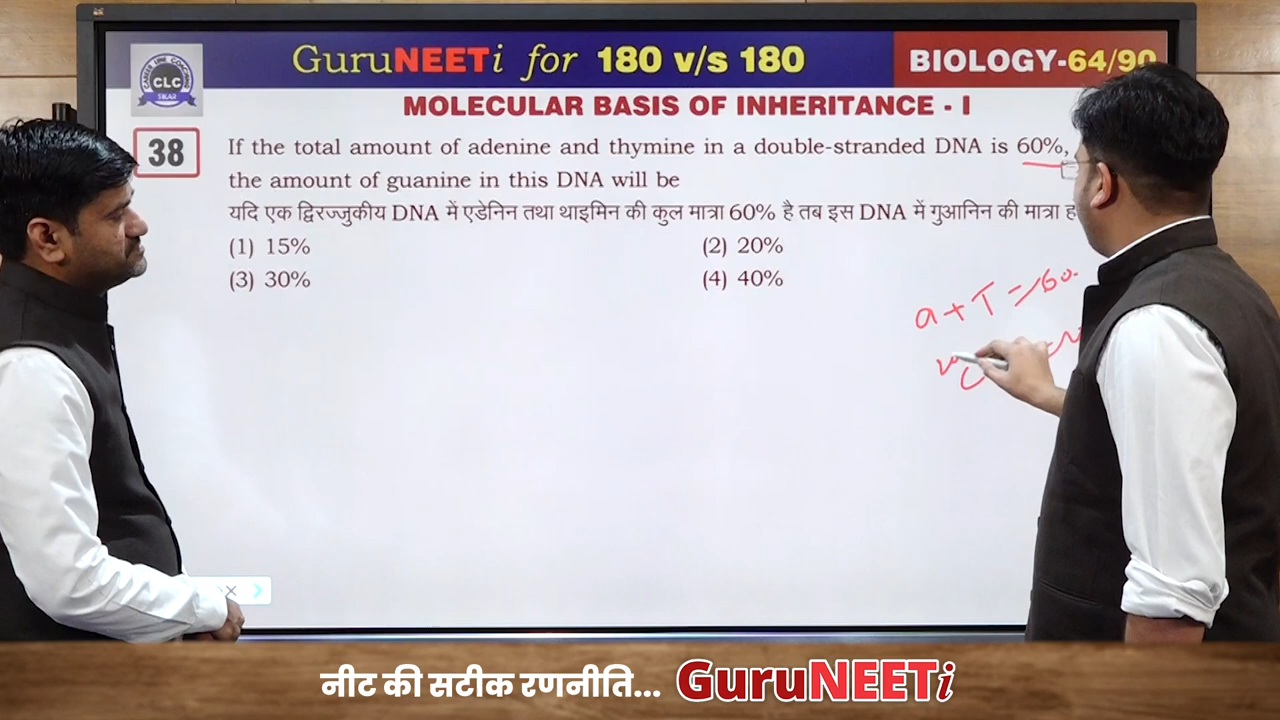 GuruNEETi for 180 v/s 180
BIOLOGY-64/90
CLC
SIKAR
MOLECULAR BASIS OF INHERITANCE - I
38
If the total amount of adenine and thymine in a double-stranded DNA is 60%,
the amount of guanine in this DNA will be
यदि एक द्विरज्जुकीय DNA में एडेनिन तथा थाइमिन की कुल मात्रा 60% है तब इस DNA में गुआनिन की मात्रा
(1) 15%
(2) 20%
(3) 30%
(4) 40%
a+T=60
नीट की सटीक रणनीति... GuruNEETi